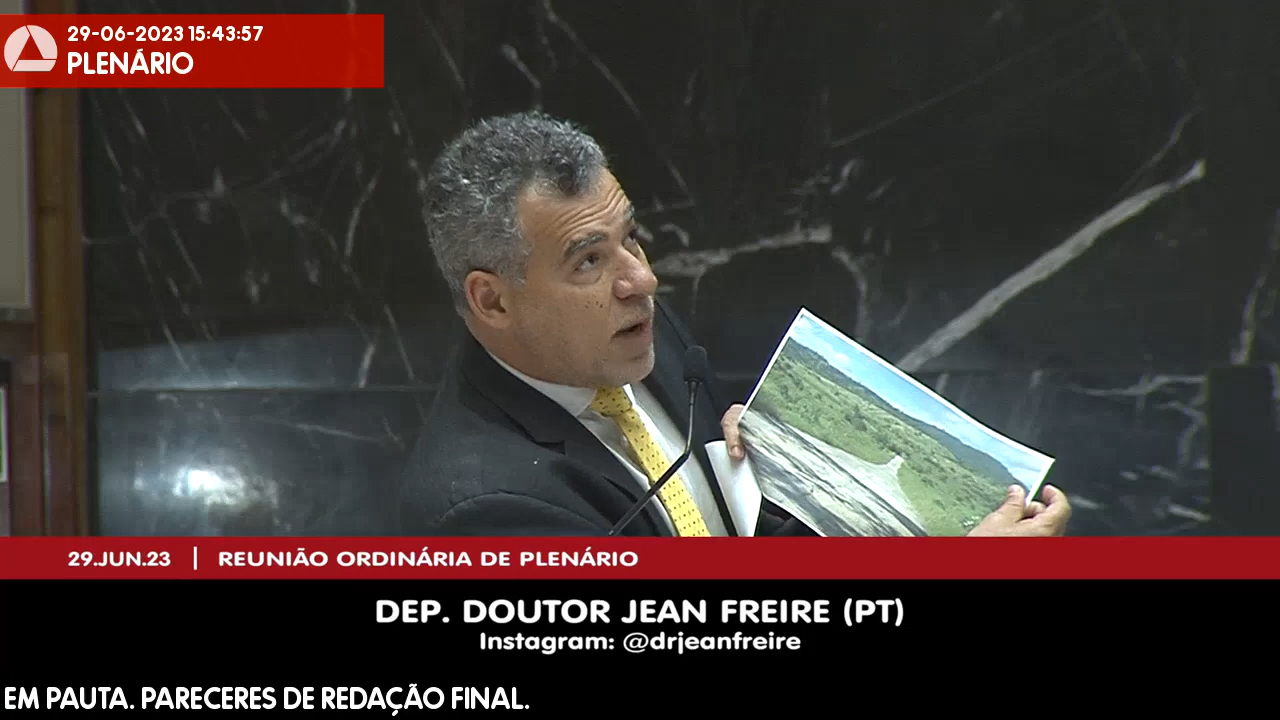 29-06-2023 15:43:57
PLENÁRIO
29.JUN.23 | REUNIÃO ORDINÁRIA DE PLENÁRIO
DEP. DOUTOR JEAN FREIRE (PT)
Instagram: @drjeanfreire
EM PAUTA. PARECERES DE REDAÇÃO FINAL.